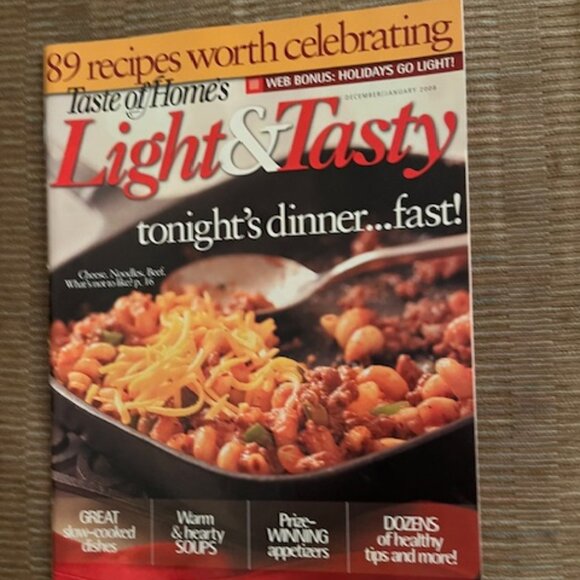 89 recipes worth celebrating
WEB BONUS: HOLIDAYS GO LIGHT!
Taste of Home's
DECEMBER/JANUARY 2008
Light&Tasty
tonight's dinner...fast!
Cheese. Noodles. Beef.
What's not to like? p. 16
GREAT
slow-cooked
dishes
Warm
& hearty
SOUPS
Prize-
WINNING
appetizers
DOZENS
of healthy
tips and more!